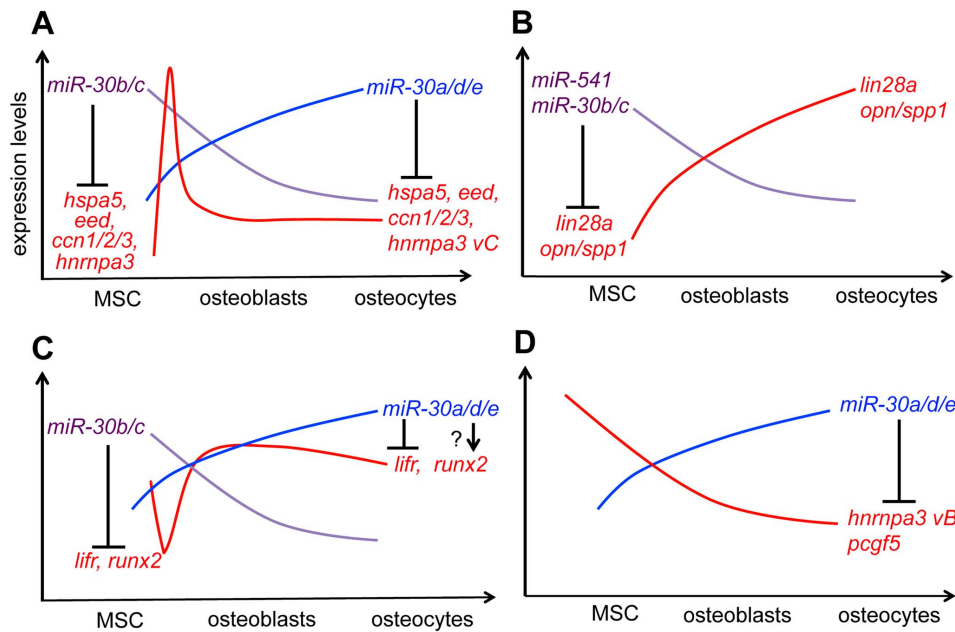 A
expression levels
miR-30b/c
miR-30a/d/e
hspa5,
eed,
ccn1/2/3,
hnrnpa3
hspa5, eed,
ccn1/2/3,
hnrnpa3 vC
MSC osteoblasts osteocytes
B
miR-541
miR-30b/c
lin28a
opn/spp1
lin28a
opn/spp1
MSC osteoblasts osteocytes
C
miR-30b/c
miR-30a/d/e
?
lifr, runx2
lifr, runx2
MSC osteoblasts osteocytes
D
miR-30a/d/e
hnrnpa3 vB
pcgf5
MSC osteoblasts osteocytes